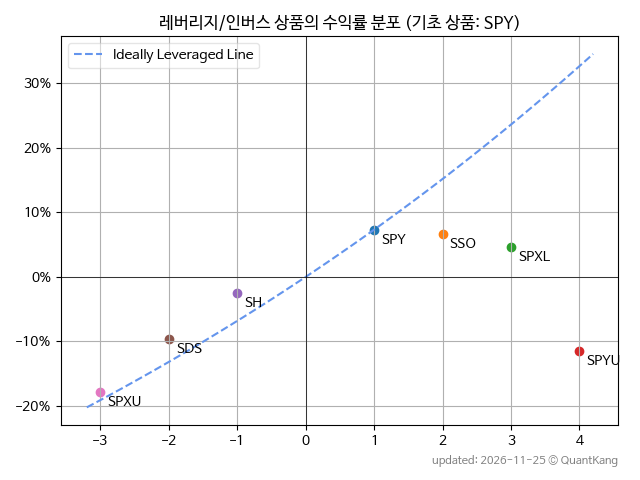 레버리지/인버스 상품의 수익률 분포 (기초 상품: SPY)
Ideally Leveraged Line
30%
20%
10%
0%
-10%
-20%
SPY
SSO
SPXL
SH
SDS
SPYU
SPXU
-3 -2 -1 0 1 2 3 4
updated: 2026-11-25 © QuantKang